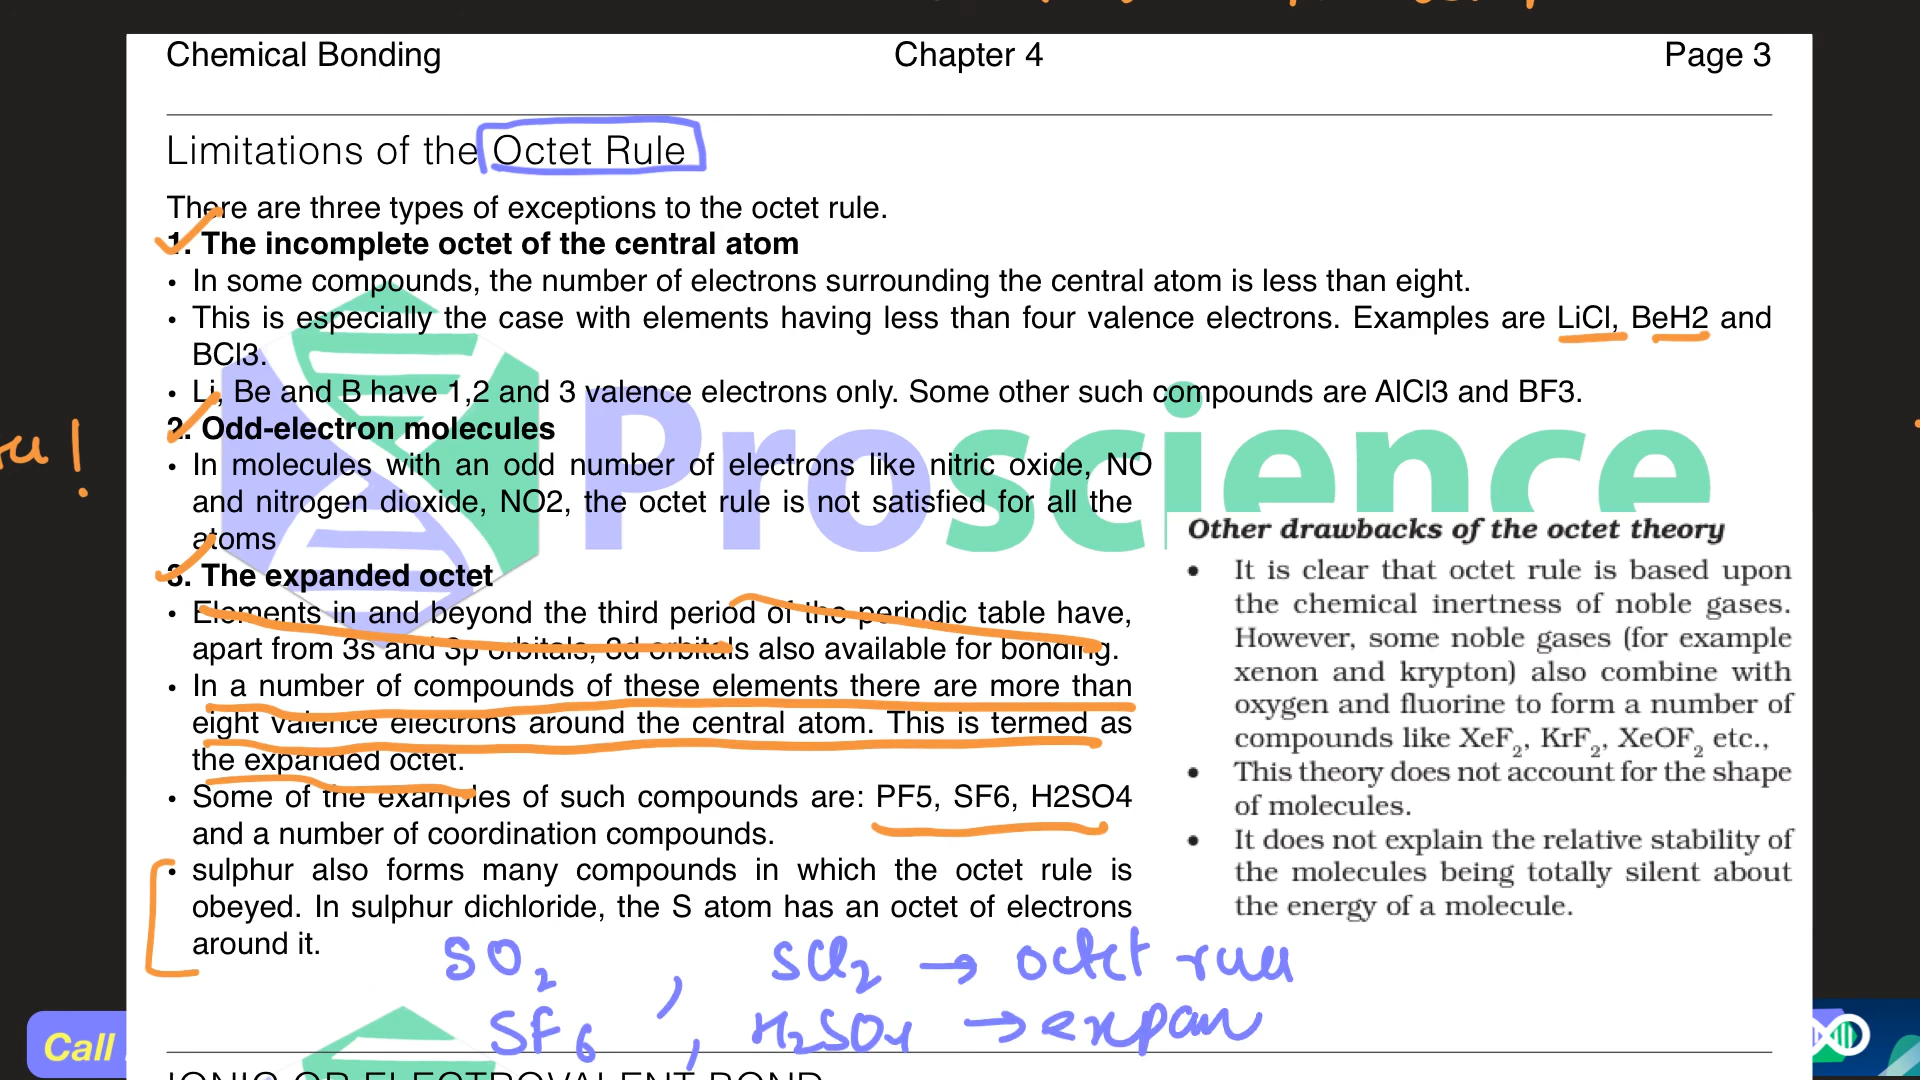 Chemical Bonding Chapter 4 Page 3
Limitations of the Octet Rule
There are three types of exceptions to the octet rule.
1. The incomplete octet of the central atom
• In some compounds, the number of electrons surrounding the central atom is less than eight.
• This is especially the case with elements having less than four valence electrons. Examples are LiCl, BeH2 and
BCl3.
• Li, Be and B have 1,2 and 3 valence electrons only. Some other such compounds are AlCl3 and BF3.
2. Odd-electron molecules
• In molecules with an odd number of electrons like nitric oxide, NO
and nitrogen dioxide, NO2, the octet rule is not satisfied for all the
atoms
3. The expanded octet
• Elements in and beyond the third period of the periodic table have,
apart from 3s and 3p orbitals, 3d orbitals also available for bonding.
• In a number of compounds of these elements there are more than
eight valence electrons around the central atom. This is termed as
the expanded octet.
• Some of the examples of such compounds are: PF5, SF6, H2SO4
and a number of coordination compounds.
• sulphur also forms many compounds in which the octet rule is
obeyed. In sulphur dichloride, the S atom has an octet of electrons
around it.
Proscience
Other drawbacks of the octet theory
• It is clear that octet rule is based upon
the chemical inertness of noble gases.
However, some noble gases (for example
xenon and krypton) also combine with
oxygen and fluorine to form a number of
compounds like XeF₂, KrF₂, XeOF₂ etc.,
• This theory does not account for the shape
of molecules.
• It does not explain the relative stability of
the molecules being totally silent about
the energy of a molecule.
SO₂ , SCl₂ → octet rule
SF₆ , H₂SO₄ → expan
Call
IONIC OR ELECTROVALENT BOND